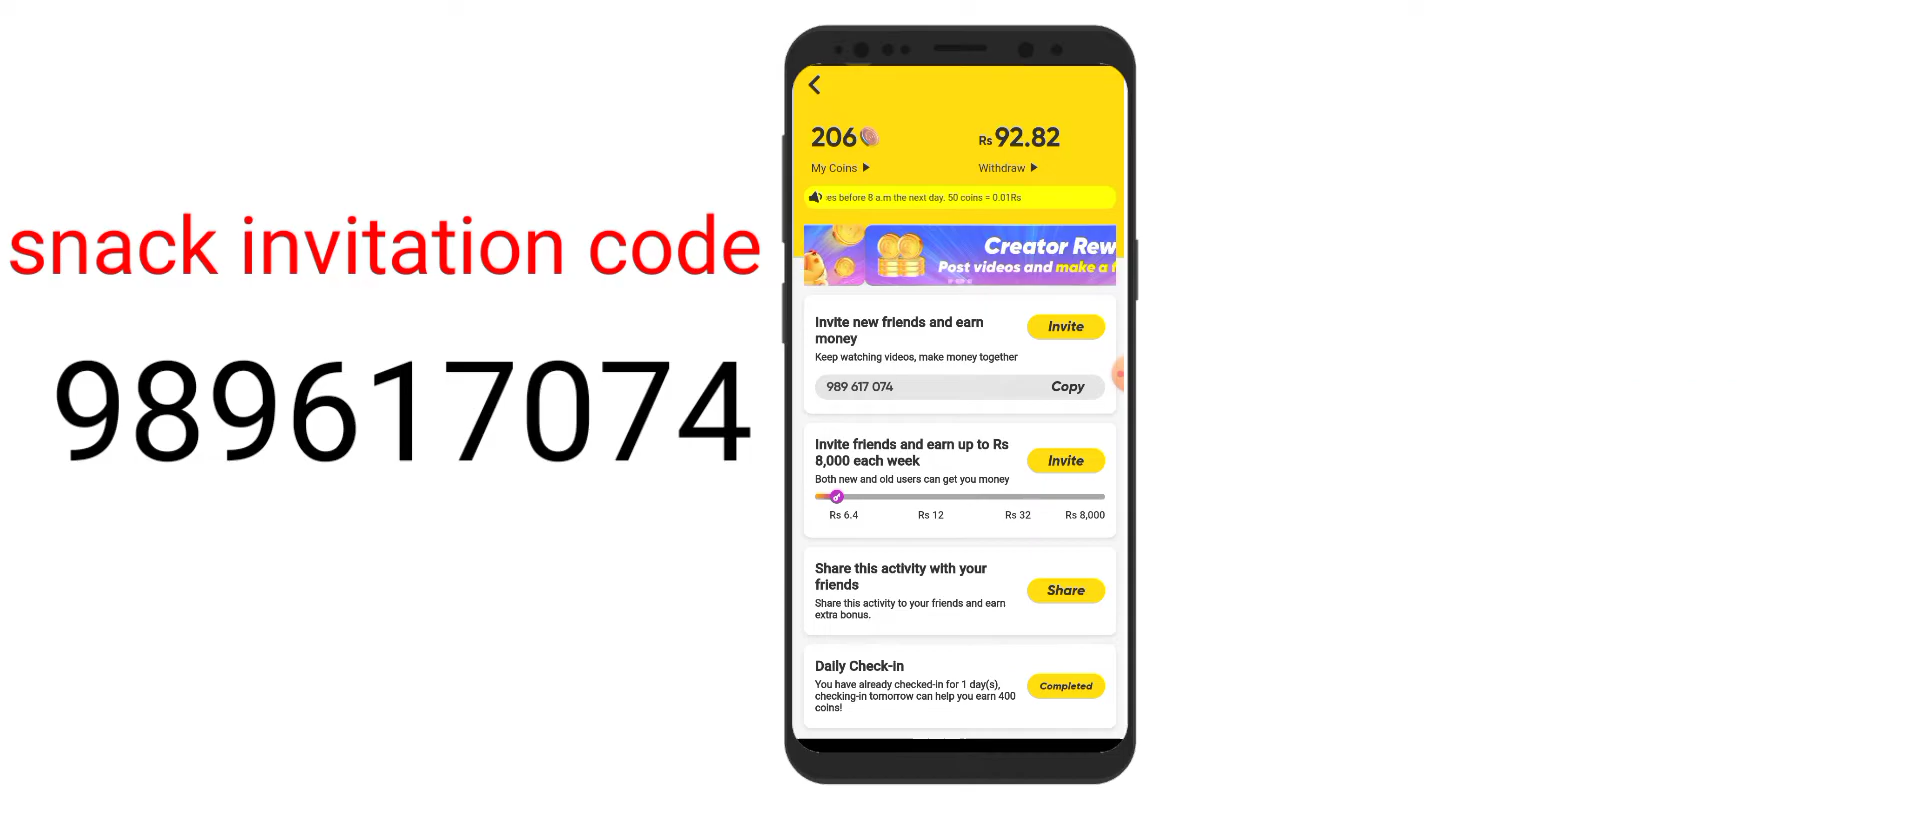 snack invitation code
989617074
206
Rs 92.82
My Coins
Withdraw
es before 8 a.m the next day. 50 coins = 0.01Rs
Creator Rew
Post videos and make a f
Invite new friends and earn
money
Invite
Keep watching videos, make money together
989 617 074
Copy
Invite friends and earn up to Rs
8,000 each week
Invite
Both new and old users can get you money
Rs 6.4
Rs 12
Rs 32
Rs 8,000
Share this activity with your
friends
Share
Share this activity to your friends and earn
extra bonus.
Daily Check-in
You have already checked-in for 1 day(s),
checking-in tomorrow can help you earn 400
coins!
Completed